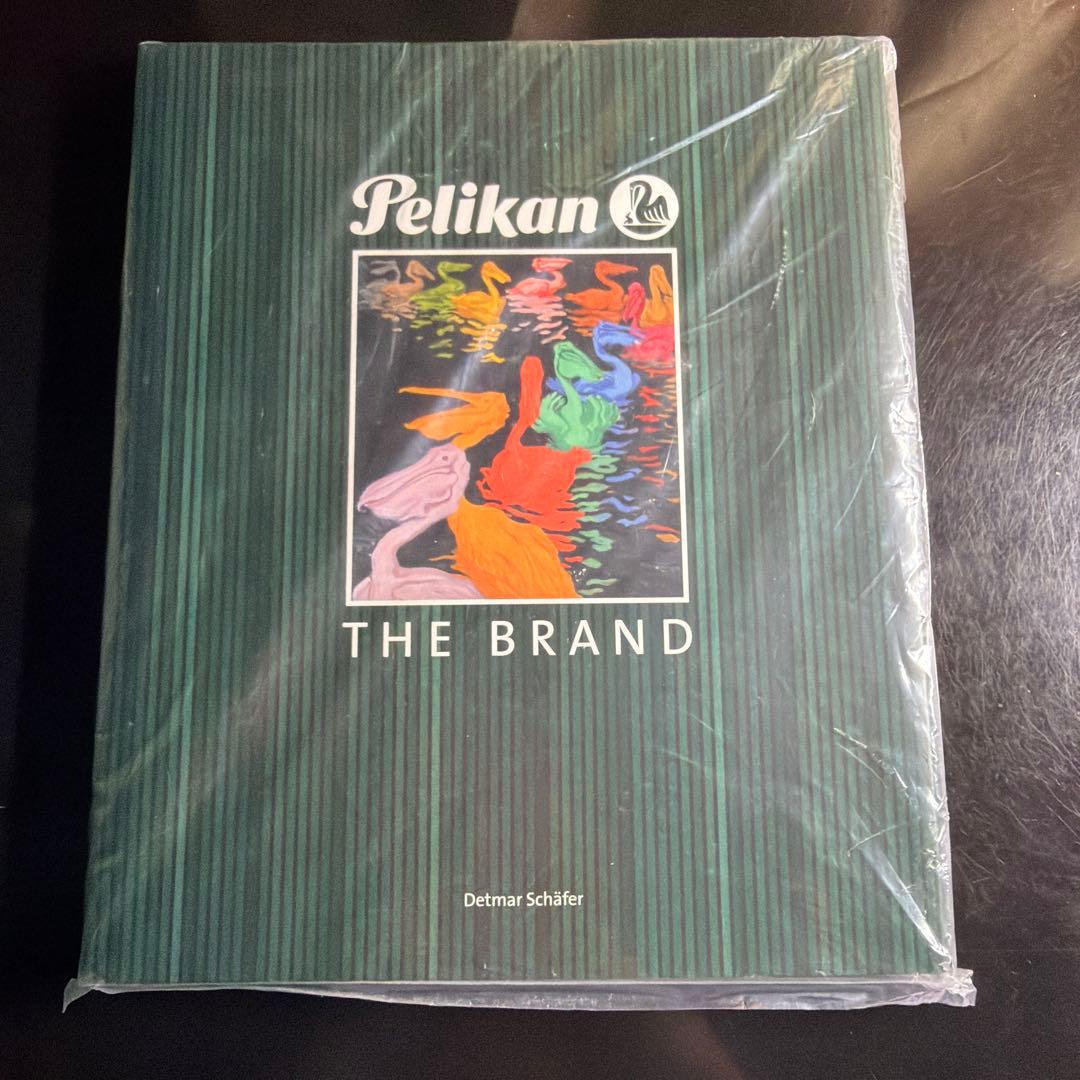 Pelikan
THE BRAND
Detmar Schäfer